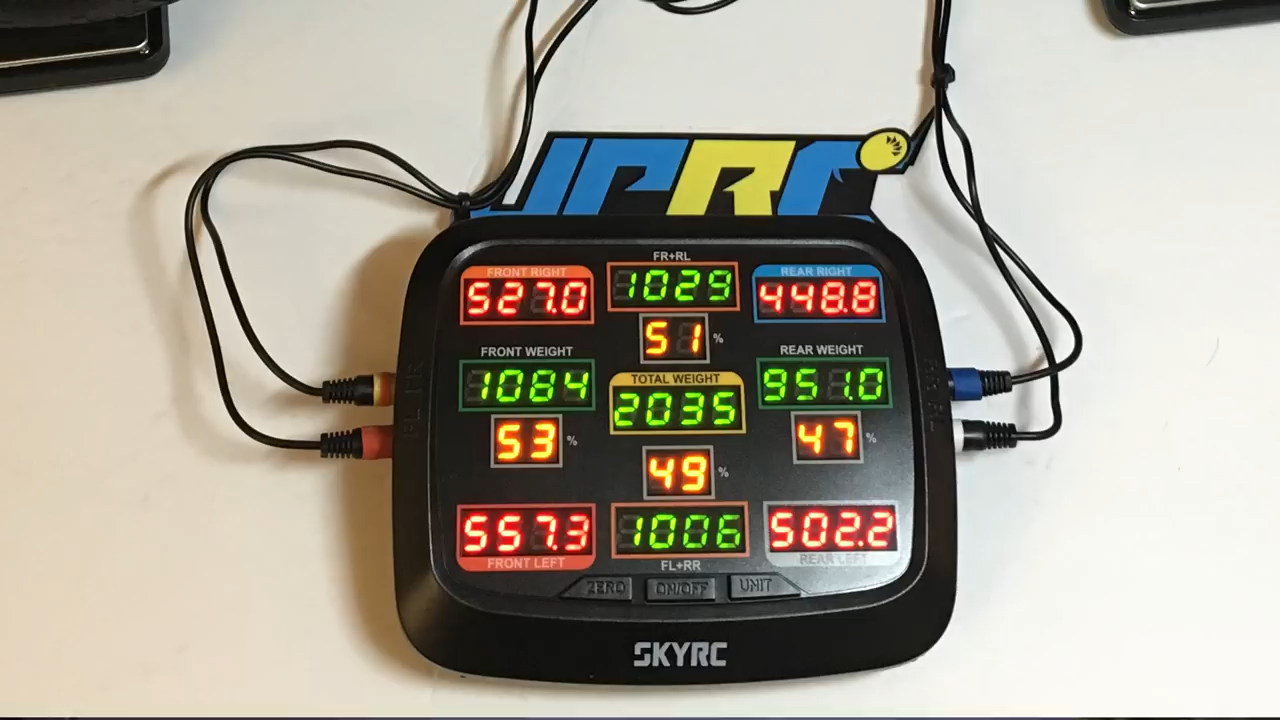 JPRC
FRONT RIGHT
527.0
FR+RL
1029
51 %
REAR RIGHT
448.8
FRONT WEIGHT
1084
53 %
TOTAL WEIGHT
2035
REAR WEIGHT
951.0
47 %
49 %
557.3
FRONT LEFT
1006
FL+RR
502.2
REAR LEFT
ZERO
ON/OFF
UNIT
SKYRC